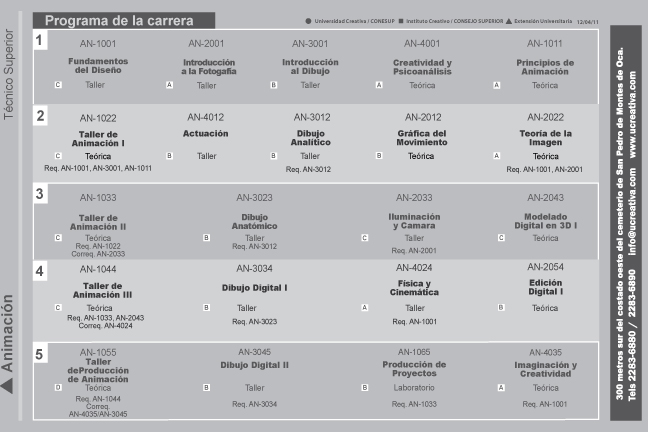 Programa de la carrera
Universidad Creativa / CONESUP Instituto Creativo / CONSEJO SUPERIOR Extensión Universitaria 12/04/11
Técnico Superior
Animación
1
AN-1001 AN-2001 AN-3001 AN-4001 AN-1011
Fundamentos Introducción Introducción Creatividad y Principios de
del Diseño a la Fotogafía al Dibujo Psicoanálisis Animación
C Taller A Taller B Taller A Teórica A Teórica
2
AN-1022 AN-4012 AN-3012 AN-2012 AN-2022
Taller de Actuación Dibujo Gráfica del Teoría de la
Animación I Analítico Movimiento Imagen
C Teórica B Taller B Taller B Teórica A Teórica
Req. AN-1001, AN-3001, AN-1011 Req. AN-3012 Req. AN-1001, AN-2001
3
AN-1033 AN-3023 AN-2033 AN-2043
Taller de Dibujo Iluminación Modelado
Animación II Anatómico y Camara Digital en 3D I
C Teórica B Taller C Taller C Teórica
Req. AN-1022 Req. AN-3012 Req. AN-2001
Correq. AN-2033
4
AN-1044 AN-3034 AN-4024 AN-2054
Taller de Dibujo Digital I Física y Edición
Animación III Cinemática Digital I
C Teórica B Taller A Taller B Teórica
Req. AN-1033, AN-2043 Req. AN-3023 Req. AN-1001
Correq. AN-4024
5
AN-1055 AN-3045 AN-1065 AN-4035
Taller Dibujo Digital II Producción de Imaginación y
deProducción Proyectos Creatividad
de Animación
D Teórica B Taller B Laboratorio A Teórica
Req. AN-1044 Req. AN-3034 Req. AN-1033 Req. AN-1001
Correq.
AN-4035/AN-3045
300 metros sur del costado oeste del cementerio de San Pedro de Montes de Oca.
Tels 2283-6880 / 2283-6890 info@ucreativa.com www.ucreativa.com